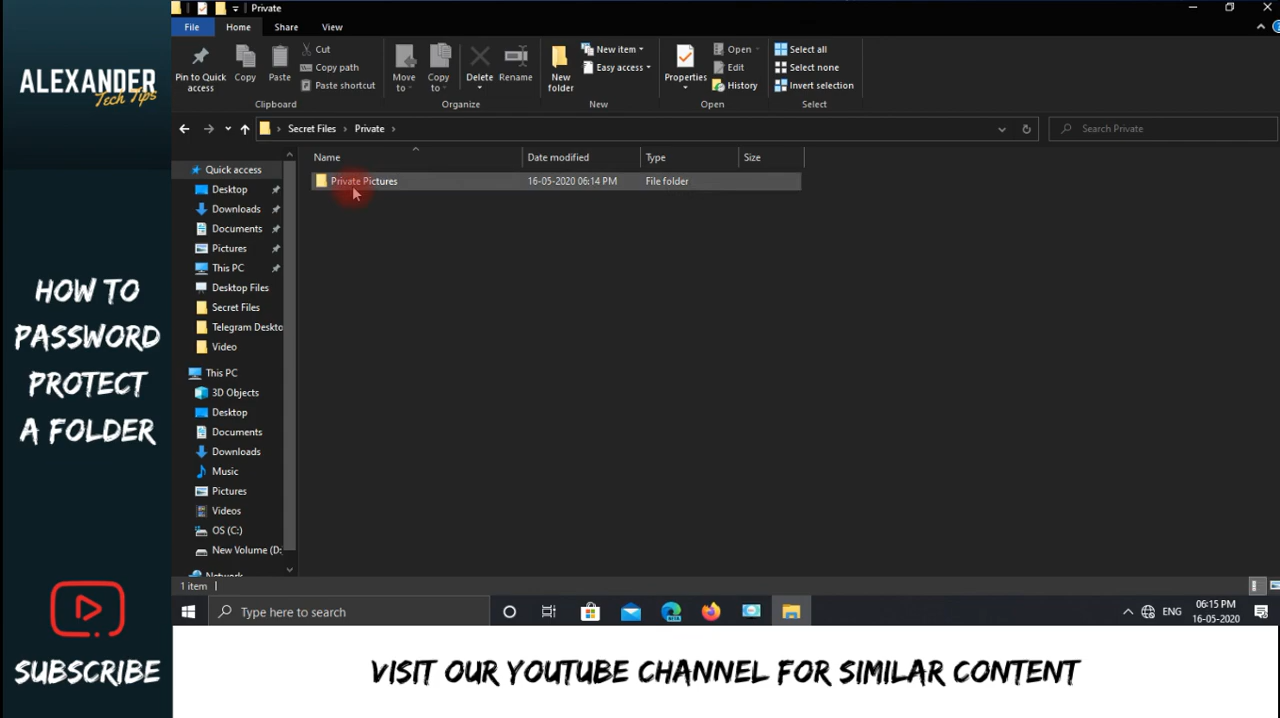 Private
File Home Share View
Pin to Quick access
Copy
Paste
Cut
Copy path
Paste shortcut
Clipboard
Move to
Copy to
Delete
Rename
Organize
New folder
New item
Easy access
New
Properties
Open
Edit
History
Open
Select all
Select none
Invert selection
Select
Secret Files > Private >
Search Private
Name Date modified Type Size
Private Pictures 16-05-2020 06:14 PM File folder
Quick access
Desktop
Downloads
Documents
Pictures
This PC
Desktop Files
Secret Files
Telegram Deskto
Video
This PC
3D Objects
Desktop
Documents
Downloads
Music
Pictures
Videos
OS (C:)
New Volume (D:
Network
1 item
Type here to search
ENG
06:15 PM
16-05-2020
ALEXANDER
Tech Tips
HOW TO
PASSWORD
PROTECT
A FOLDER
SUBSCRIBE
VISIT OUR YOUTUBE CHANNEL FOR SIMILAR CONTENT